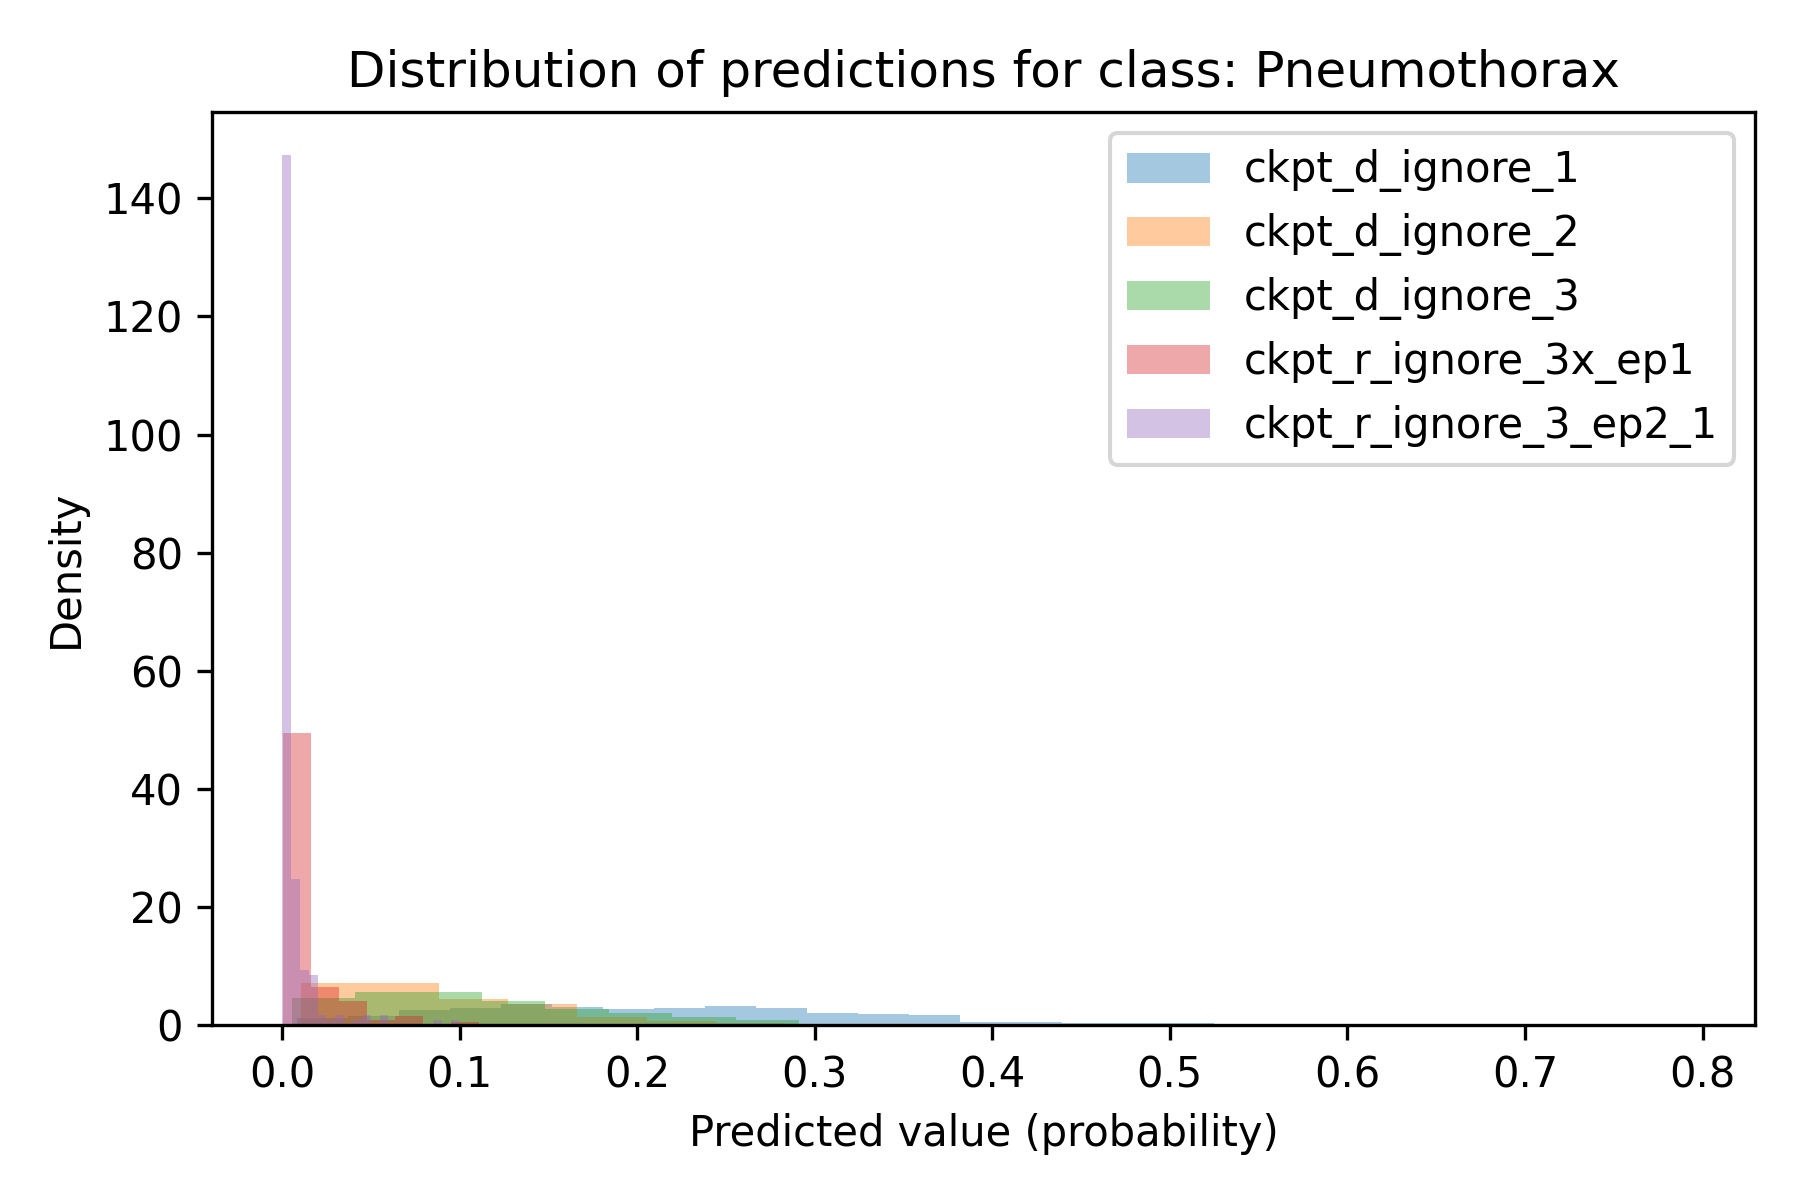 Distribution of predictions for class: Pneumothorax
ckpt_d_ignore_1
ckpt_d_ignore_2
ckpt_d_ignore_3
ckpt_r_ignore_3x_ep1
ckpt_r_ignore_3_ep2_1
Density
140
120
100
80
60
40
20
0
0.0 0.1 0.2 0.3 0.4 0.5 0.6 0.7 0.8
Predicted value (probability)